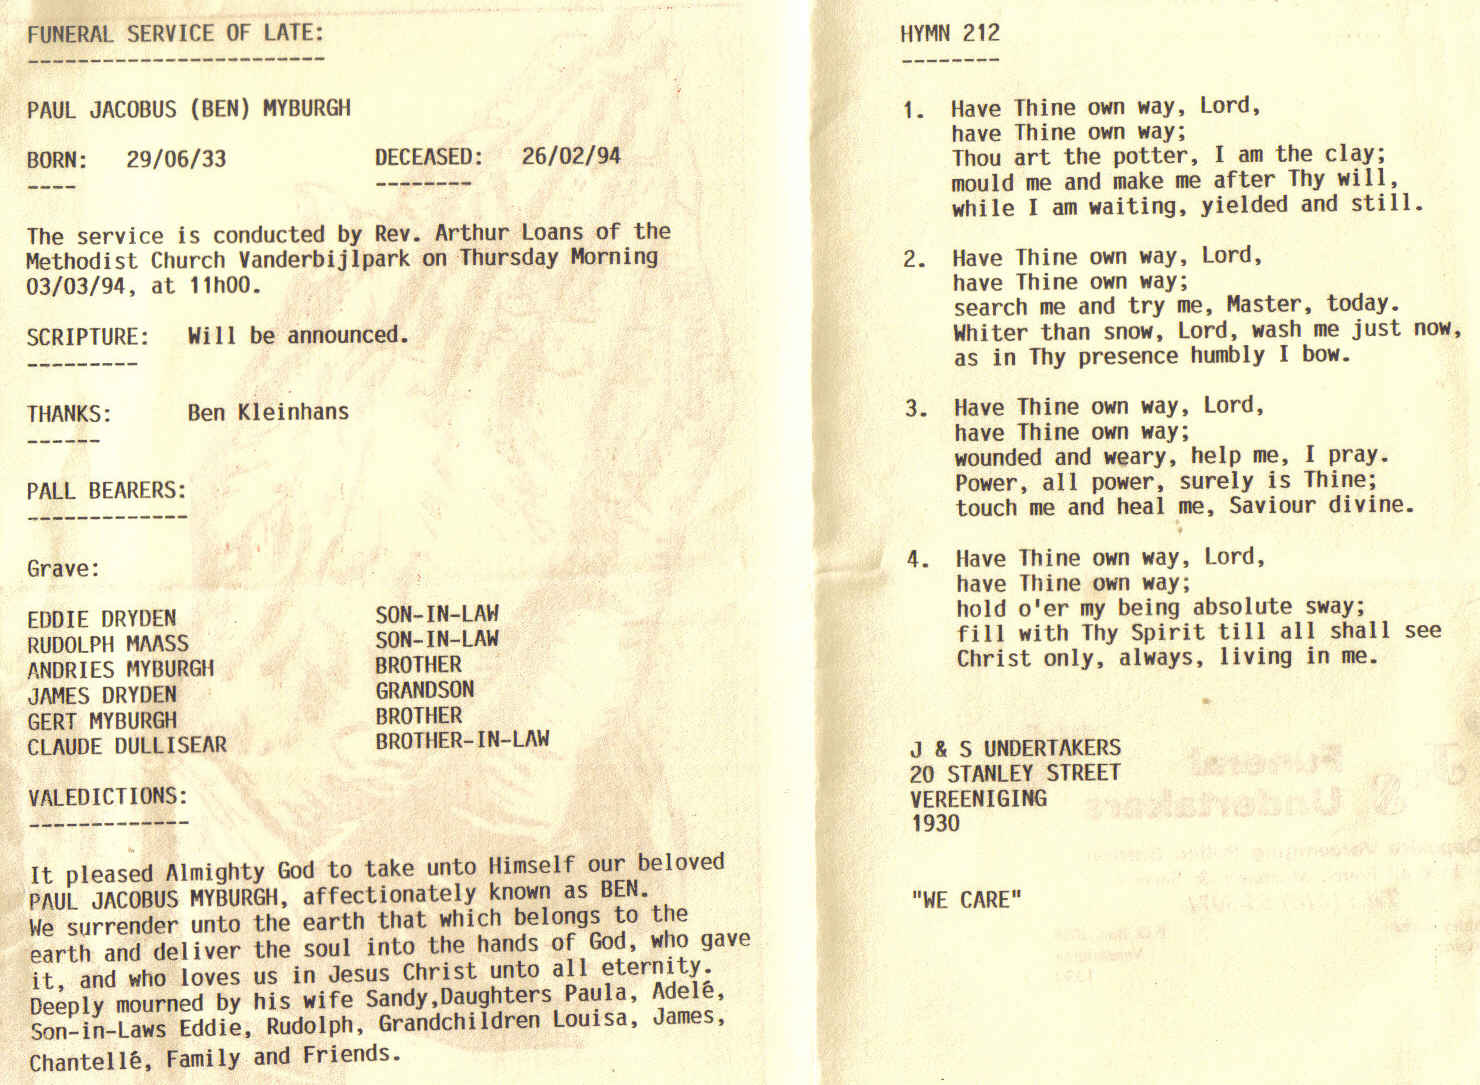 FUNERAL SERVICE OF LATE:
PAUL JACOBUS (BEN) MYBURGH
BORN: 29/06/33 DECEASED: 26/02/94
The service is conducted by Rev. Arthur Loans of the
Methodist Church Vanderbijlpark on Thursday Morning
03/03/94, at 11h00.
SCRIPTURE: Will be announced.
THANKS: Ben Kleinhans
PALL BEARERS:
Grave:
EDDIE DRYDEN SON-IN-LAW
RUDOLPH MAASS SON-IN-LAW
ANDRIES MYBURGH BROTHER
JAMES DRYDEN GRANDSON
GERT MYBURGH BROTHER
CLAUDE DULLISEAR BROTHER-IN-LAW
VALEDICTIONS:
It pleased Almighty God to take unto Himself our beloved
PAUL JACOBUS MYBURGH, affectionately known as BEN.
We surrender unto the earth that which belongs to the
earth and deliver the soul into the hands of God, who gave
it, and who loves us in Jesus Christ unto all eternity.
Deeply mourned by his wife Sandy,Daughters Paula, Adelé,
Son-in-Laws Eddie, Rudolph, Grandchildren Louisa, James,
Chantellé, Family and Friends.
HYMN 212
1. Have Thine own way, Lord,
have Thine own way;
Thou art the potter, I am the clay;
mould me and make me after Thy will,
while I am waiting, yielded and still.
2. Have Thine own way, Lord,
have Thine own way;
search me and try me, Master, today.
Whiter than snow, Lord, wash me just now,
as in Thy presence humbly I bow.
3. Have Thine own way, Lord,
have Thine own way;
wounded and weary, help me, I pray.
Power, all power, surely is Thine;
touch me and heal me, Saviour divine.
4. Have Thine own way, Lord,
have Thine own way;
hold o'er my being absolute sway;
fill with Thy Spirit till all shall see
Christ only, always, living in me.
J & S UNDERTAKERS
20 STANLEY STREET
VEREENIGING
1930
"WE CARE"
J S Funeral
Undertakers